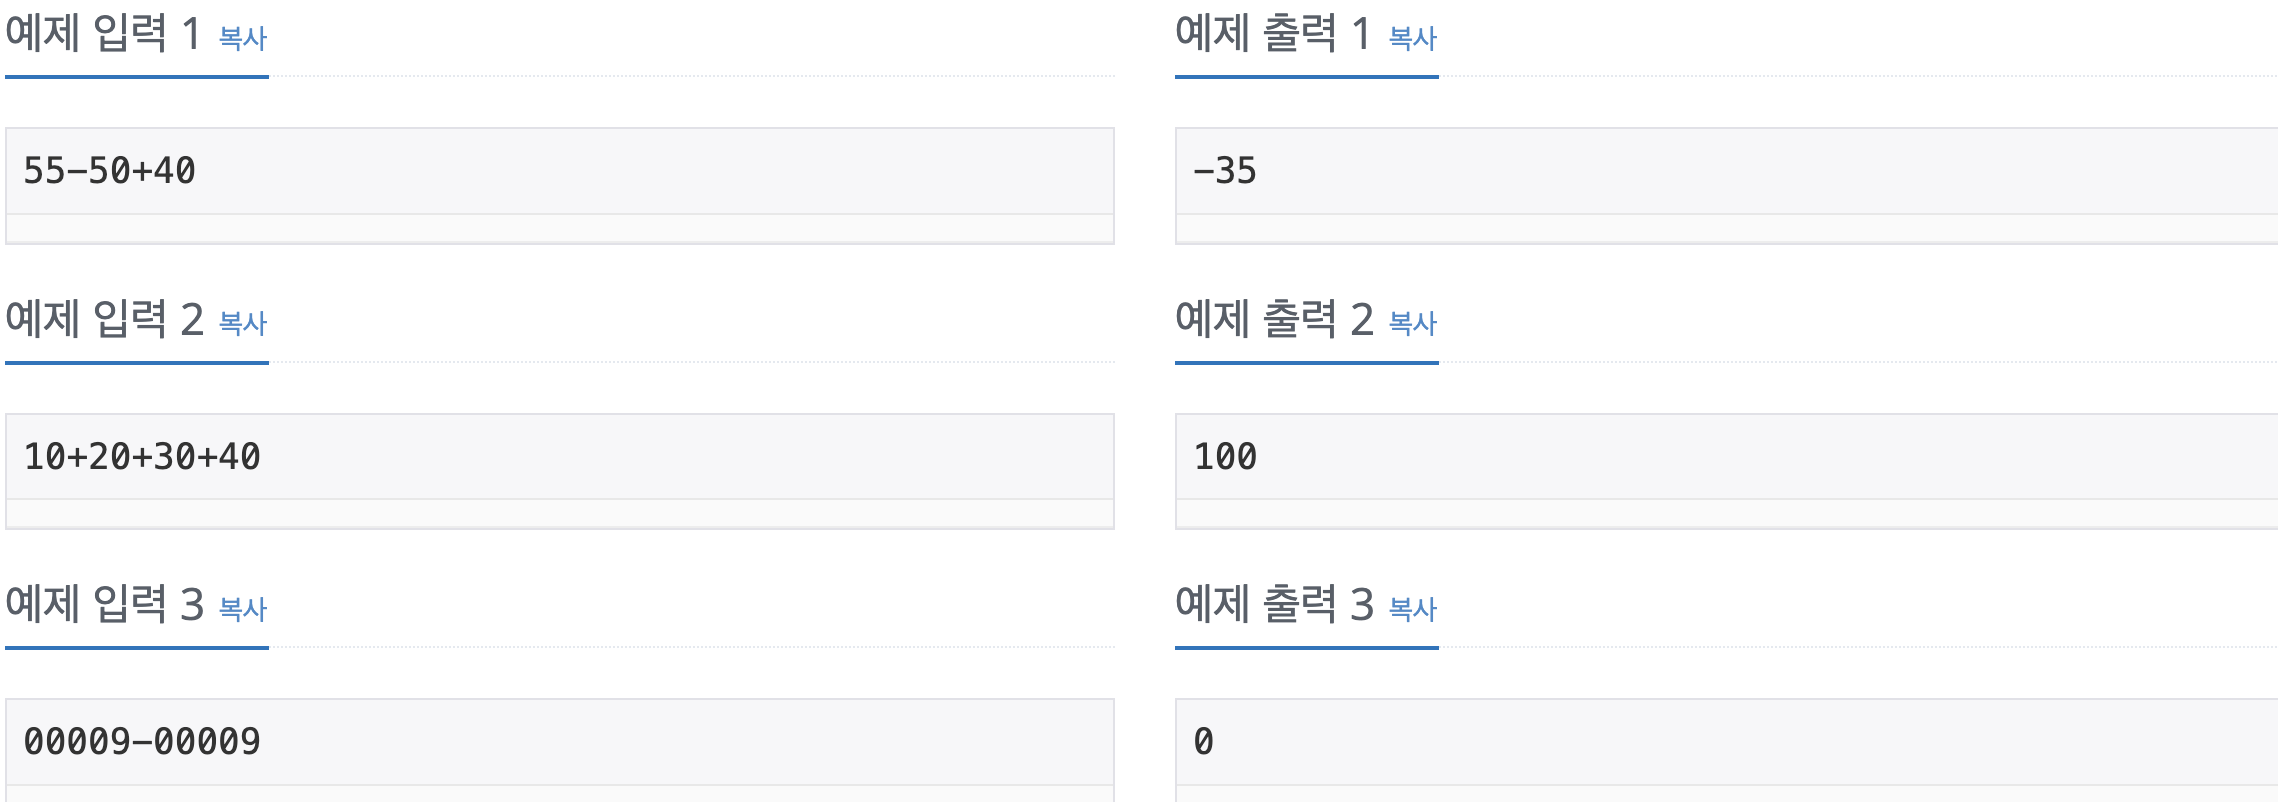 예제 입력 1 복사
55-50+40
예제 출력 1 복사
-35
예제 입력 2 복사
10+20+30+40
예제 출력 2 복사
100
예제 입력 3 복사
00009-00009
예제 출력 3 복사
0